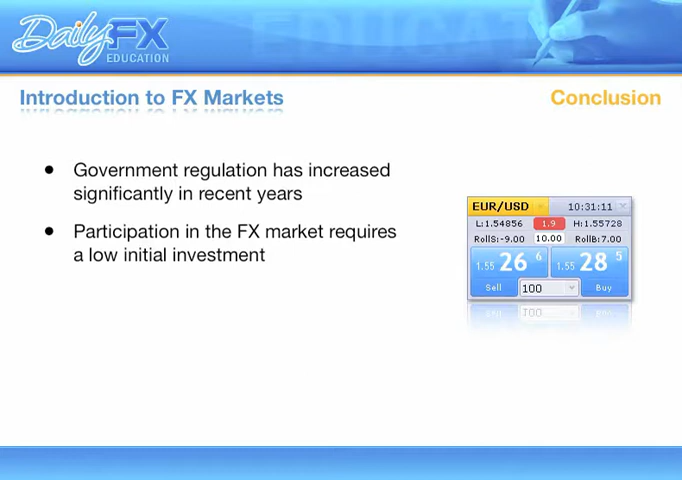 DailyFX
EDUCATION
EDUCAT
Introduction to FX Markets
Conclusion
• Government regulation has increased
significantly in recent years
• Participation in the FX market requires
a low initial investment
EUR/USD 10:31:11
L:1.54856 1.9 H:1.55728
RollS:-9.00 10.00 RollB:7.00
1.55 26 6 1.55 28 5
Sell 100 Buy